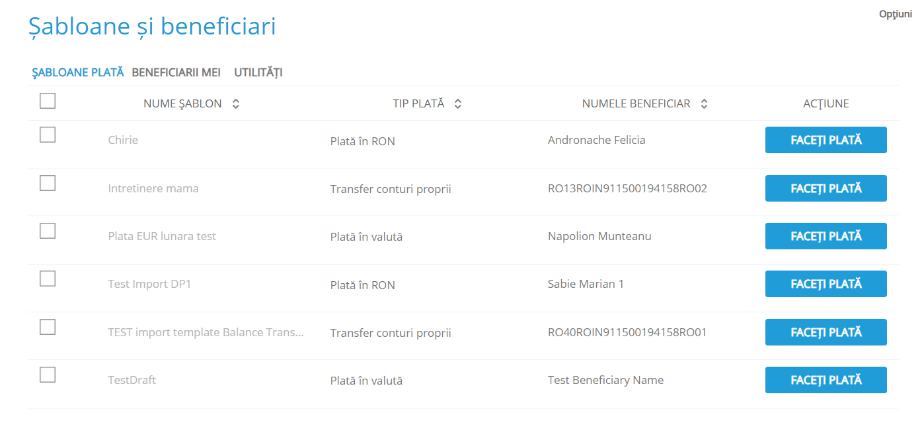 Opțiuni
Șabloane și beneficiari
ŞABLOANE PLATĂ BENEFICIARII MEI UTILITĂȚI
NUME ŞABLON TIP PLATĂ NUMELE BENEFICIAR ACŢIUNE
Chirie Plată în RON Andronache Felicia FACEȚI PLATĂ
Intretinere mama Transfer conturi proprii RO13ROIN911500194158RO02 FACEȚI PLATĂ
Plata EUR lunara test Plată în valută Napolion Munteanu FACEȚI PLATĂ
Test Import DP1 Plată în RON Sabie Marian 1 FACEȚI PLATĂ
TEST import template Balance Trans... Transfer conturi proprii RO40ROIN911500194158RO01 FACEȚI PLATĂ
TestDraft Plată în valută Test Beneficiary Name FACEȚI PLATĂ